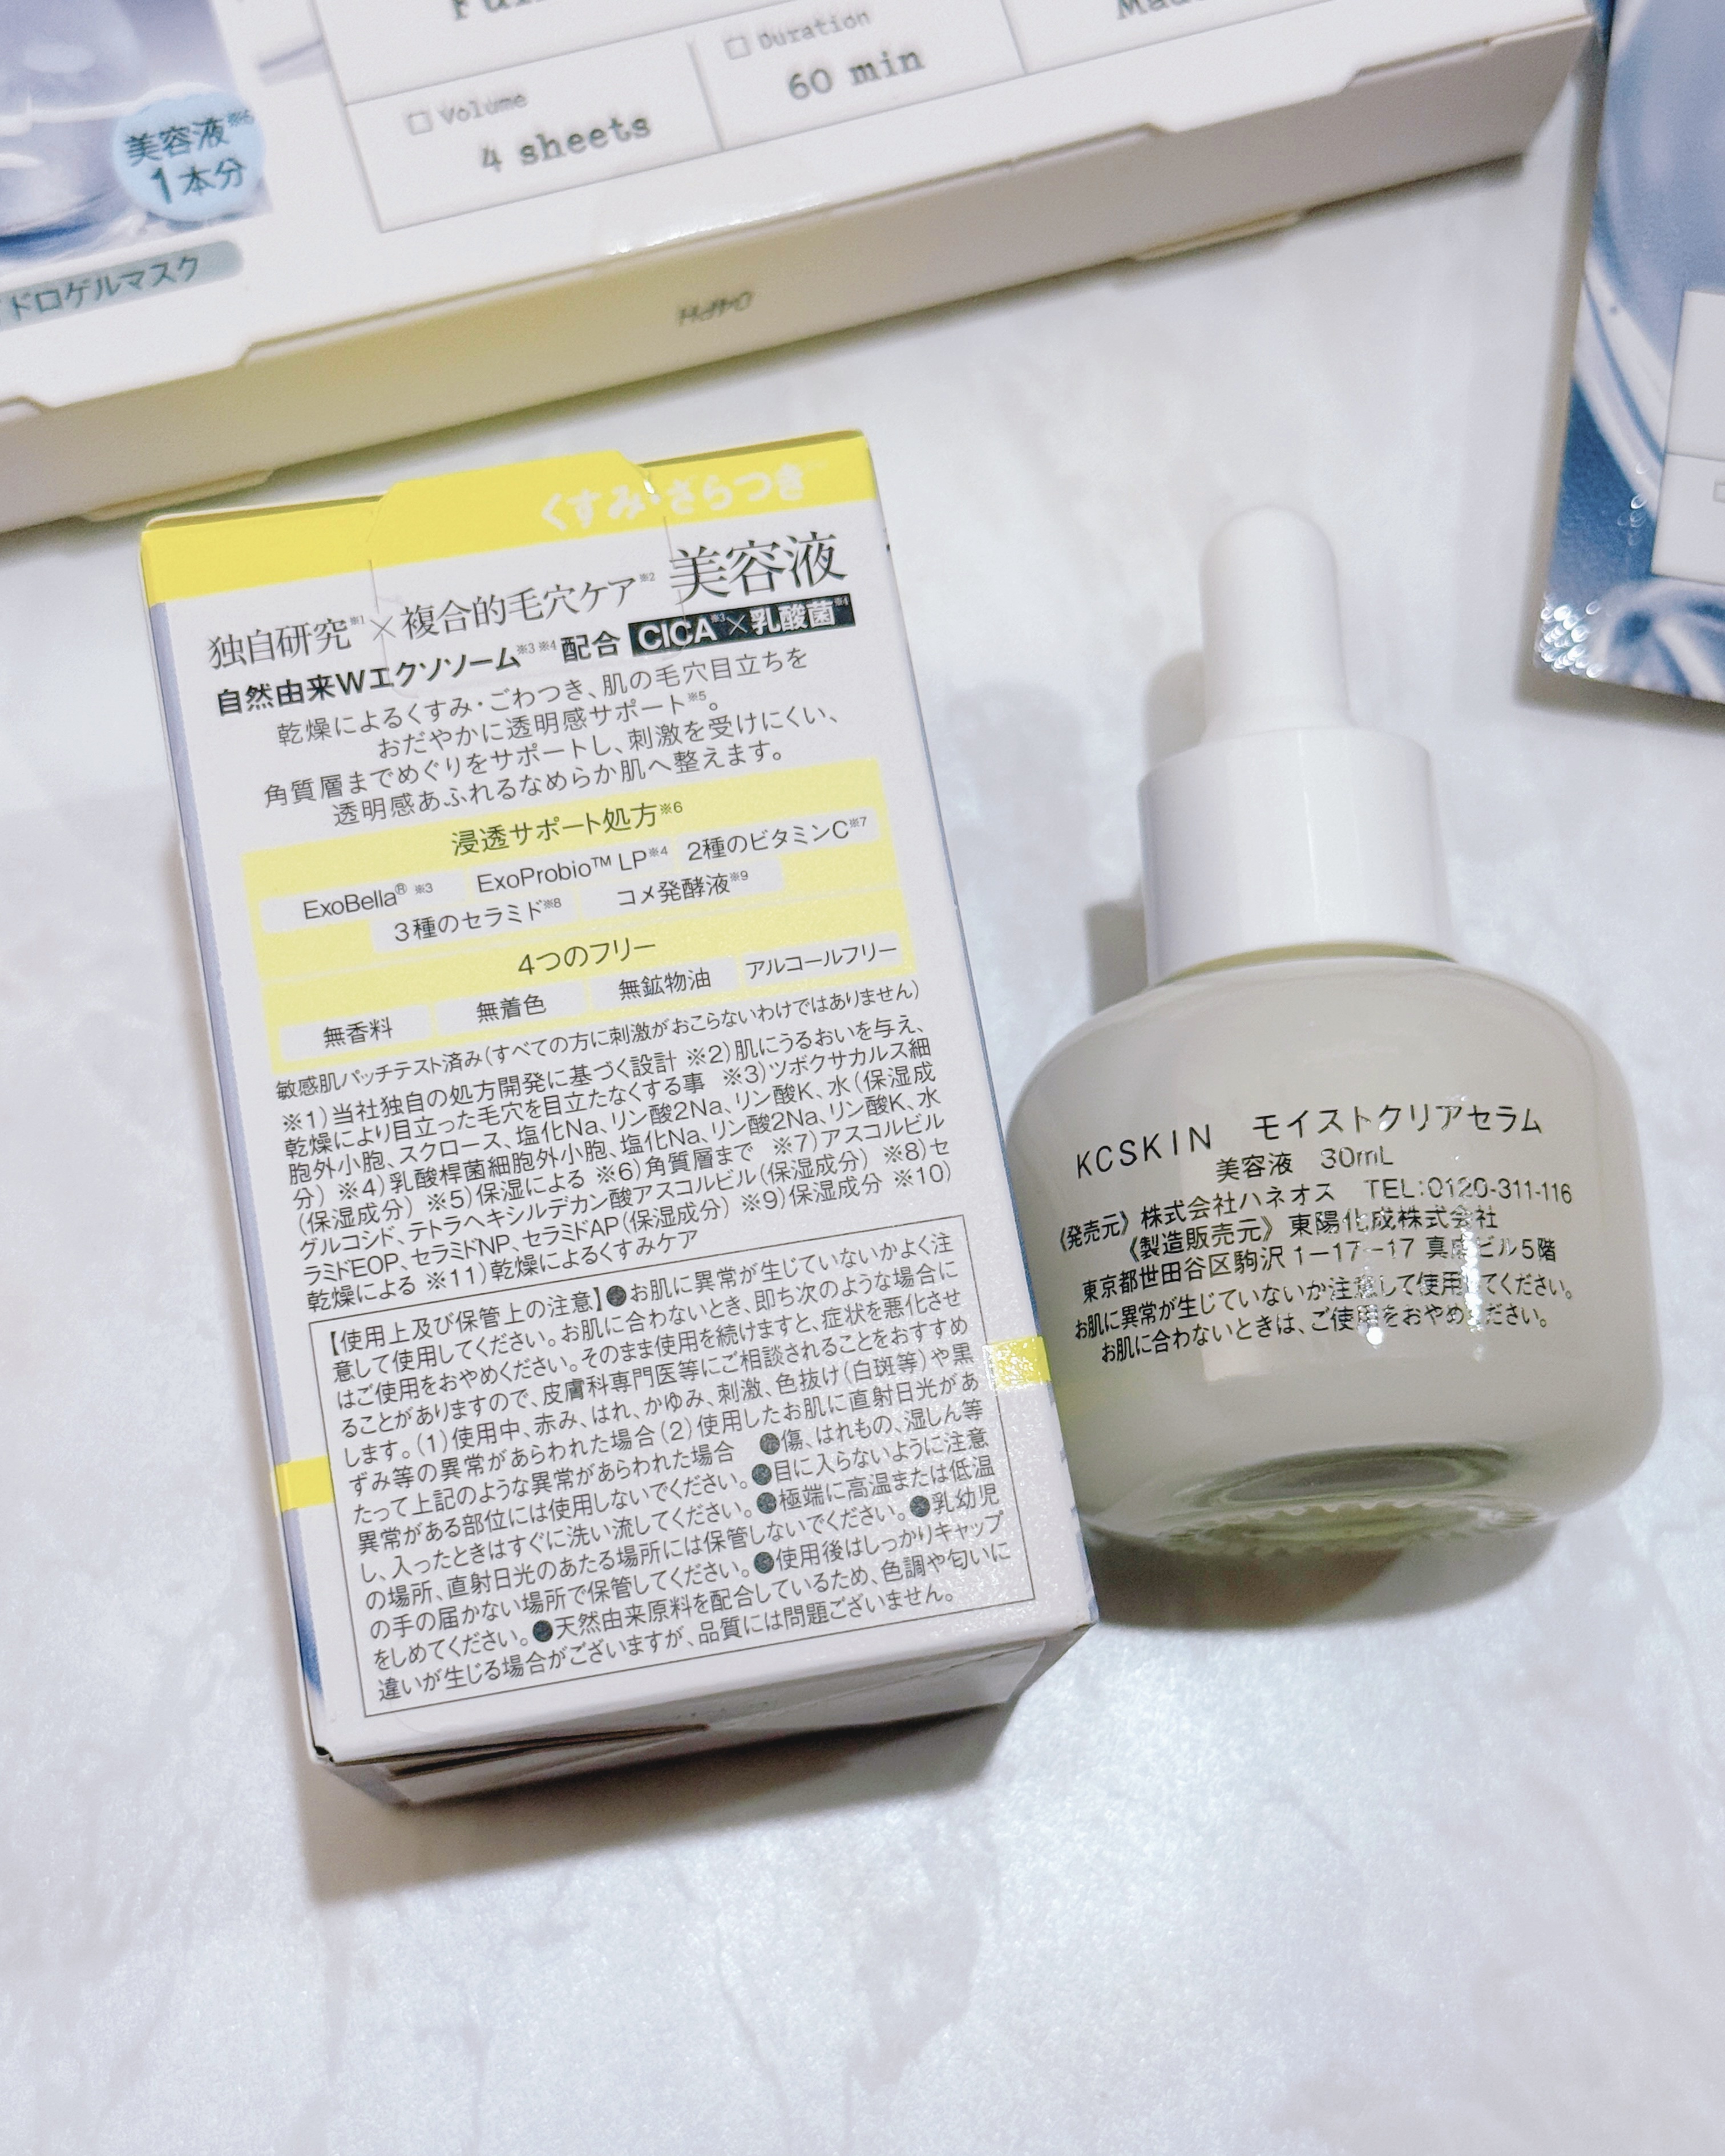 Volume
4 sheets
Duration
60 min
美容液※6
1本分
ドロゲルマスク
くすみ・ざらつき
独自研究※1×複合的毛穴ケア※2 美容液
自然由来Wエクソソーム※3 ※4配合 CICA※3×乳酸菌※4
乾燥によるくすみ・ごわつき、肌の毛穴目立ちを
おだやかに透明感サポート※5。
角質層までめぐりをサポートし、刺激を受けにくい、
透明感あふれるなめらか肌へ整えます。
浸透サポート処方※6
ExoBella® ※3 ExoProbio™ LP※4 2種のビタミンC※7
3種のセラミド※8 コメ発酵液※9
4つのフリー
無香料 無着色 無鉱物油 アルコールフリー
敏感肌パッチテスト済み(すべての方に刺激がおこらないわけではありません)
※1)当社独自の処方開発に基づく設計 ※2)肌にうるおいを与え、
乾燥により目立った毛穴を目立たなくする事 ※3)ツボクサカルス細
胞外小胞、スクロース、塩化Na、リン酸2Na、リン酸K、水(保湿成
分) ※4)乳酸桿菌細胞外小胞、塩化Na、リン酸2Na、リン酸K、水
(保湿成分) ※5)保湿による ※6)角質層まで ※7)アスコルビル
グルコシド、テトラヘキシルデカン酸アスコルビル(保湿成分) ※8)セ
ラミドEOP、セラミドNP、セラミドAP(保湿成分) ※9)保湿成分 ※10)
乾燥による ※11)乾燥によるくすみケア
【使用上及び保管上の注意】●お肌に異常が生じていないかよく注
意して使用してください。お肌に合わないとき、即ち次のような場合に
はご使用をおやめください。そのまま使用を続けますと、症状を悪化させ
ることがありますので、皮膚科専門医等にご相談されることをおすすめ
します。(1)使用中、赤み、はれ、かゆみ、刺激、色抜け(白斑等)や黒
ずみ等の異常があらわれた場合(2)使用したお肌に直射日光があ
たって上記のような異常があらわれた場合 ●傷、はれもの、湿しん等
異常がある部位には使用しないでください。●目に入らないように注意
し、入ったときはすぐに洗い流してください。●極端に高温または低温
の場所、直射日光のあたる場所には保管しないでください。●乳幼児
の手の届かない場所で保管してください。●使用後はしっかりキャップ
をしめてください。●天然由来原料を配合しているため、色調や匂いに
違いが生じる場合がございますが、品質には問題ございません。
KCSKIN モイストクリアセラム
美容液 30mL
《発売元》株式会社ハネオス TEL:0120-311-116
《製造販売元》東陽化成株式会社
東京都世田谷区駒沢1-17-17 真成ビル5階
お肌に異常が生じていないか注意して使用してください。
お肌に合わないときは、ご使用をおやめください。